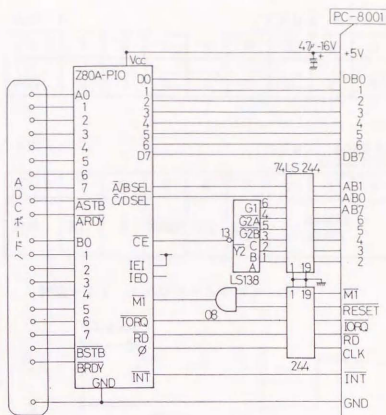 PC-8001
47μ-16V
+
+5V
Vcc
Z80A-PIO
D0
1
2
3
4
5
6
D7
DB0
1
2
3
4
5
6
DB7
A0
1
2
3
4
5
6
7
ASTB
ARDY
B0
1
2
3
4
5
6
7
BSTB
BRDY
GND
ADCボードへ
A/BSEL
C/DSEL
CE
IEI
IEO
M1
TORQ
RD
Ø
INT
74LS 244
G1
G2A
G2B
C
B
A
Y2
6
4
5
3
2
1
13
LS138
1 19
1 19
244
08
AB1
AB0
AB7
6
5
4
3
2
M1
RESET
IORQ
RD
CLK
INT
GND